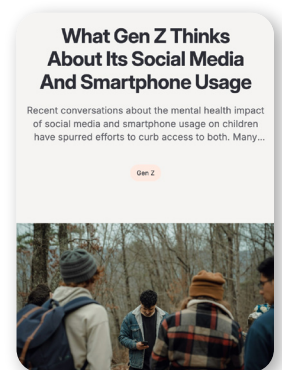 What Gen Z Thinks
About Its Social Media
And Smartphone Usage
Recent conversations about the mental health impact
of social media and smartphone usage on children
have spurred efforts to curb access to both. Many...
Gen Z